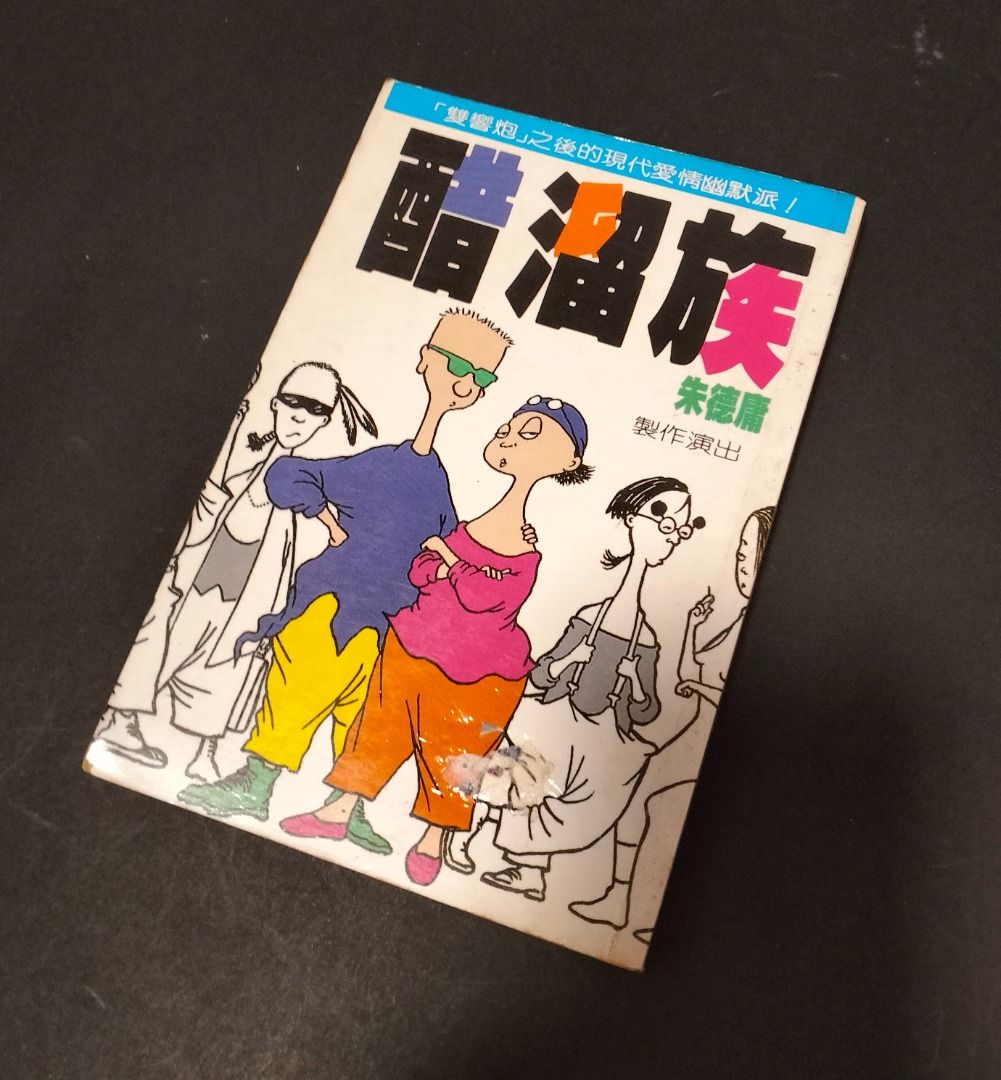 「雙響炮」之後的現代愛情幽默派！
醋溜族
朱德庸
製作演出